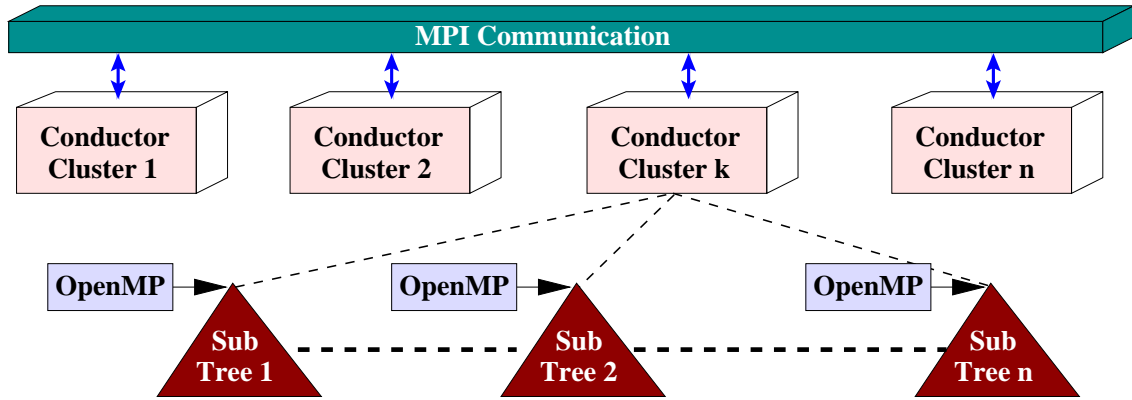 MPI Communication
Conductor
Cluster 1
Conductor
Cluster 2
Conductor
Cluster k
Conductor
Cluster n
OpenMP
OpenMP
OpenMP
Sub
Tree 1
Sub
Tree 2
Sub
Tree n